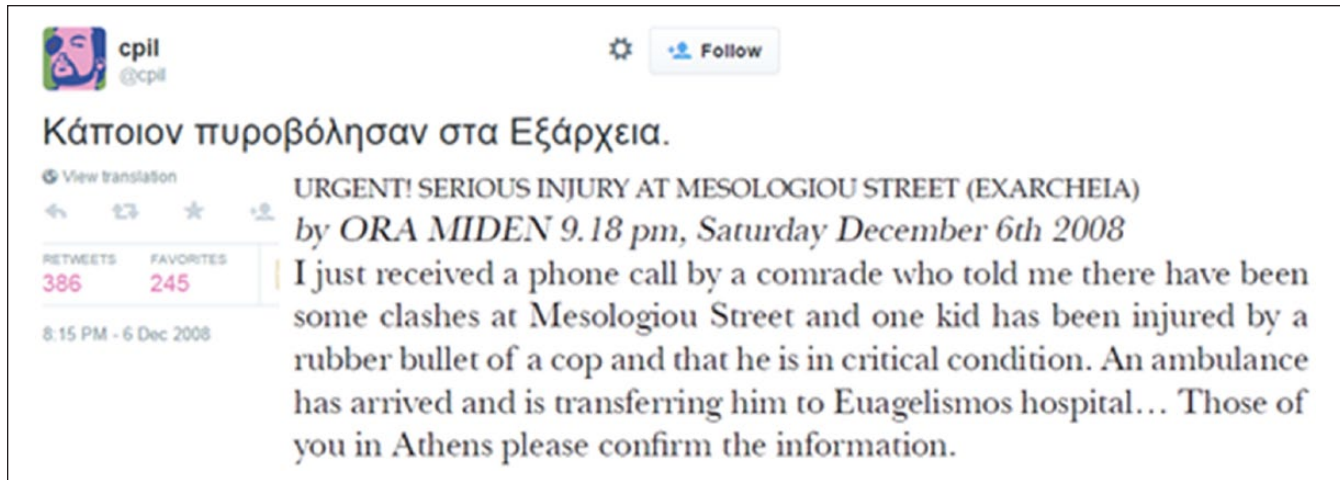 cpil
@cpil
Follow
Κάποιον πυροβόλησαν στα Εξάρχεια.
View translation
RETWEETS FAVORITES
386 245
8:15 PM - 6 Dec 2008
URGENT! SERIOUS INJURY AT MESOLOGIOU STREET (EXARCHEIA)
by ORA MIDEN 9.18 pm, Saturday December 6th 2008
I just received a phone call by a comrade who told me there have been
some clashes at Mesologiou Street and one kid has been injured by a
rubber bullet of a cop and that he is in critical condition. An ambulance
has arrived and is transferring him to Euagelismos hospital… Those of
you in Athens please confirm the information.